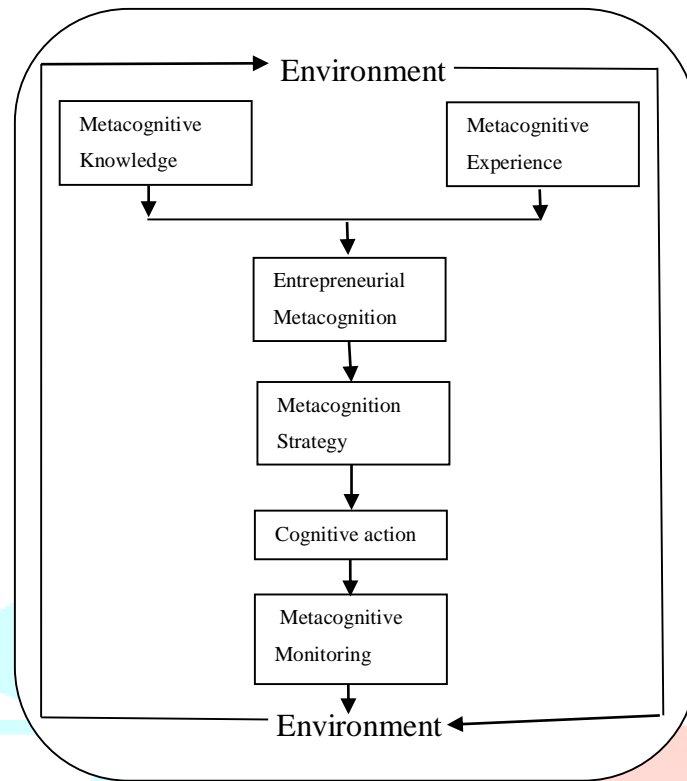 Environment
Metacognitive
Knowledge
Metacognitive
Experience
Entrepreneurial
Metacognition
Metacognition
Strategy
Cognitive action
Metacognitive
Monitoring
Environment